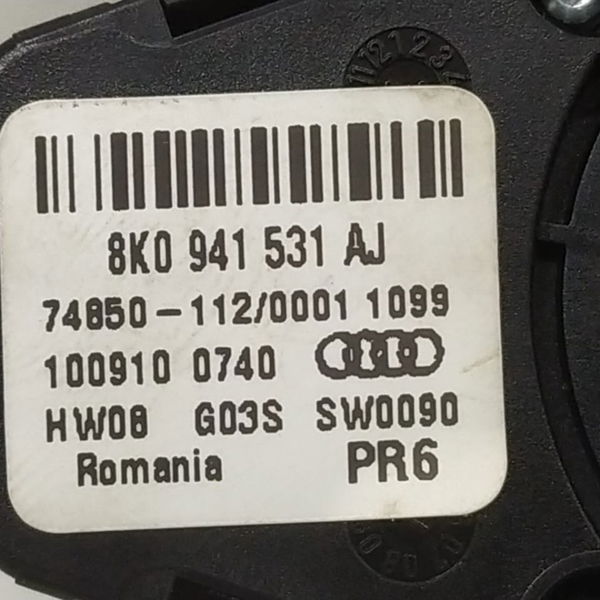 8K0 941 531 AJ
74850-112/0001 1099
100910 0740
HW08 G03S SW0090
Romania PR6